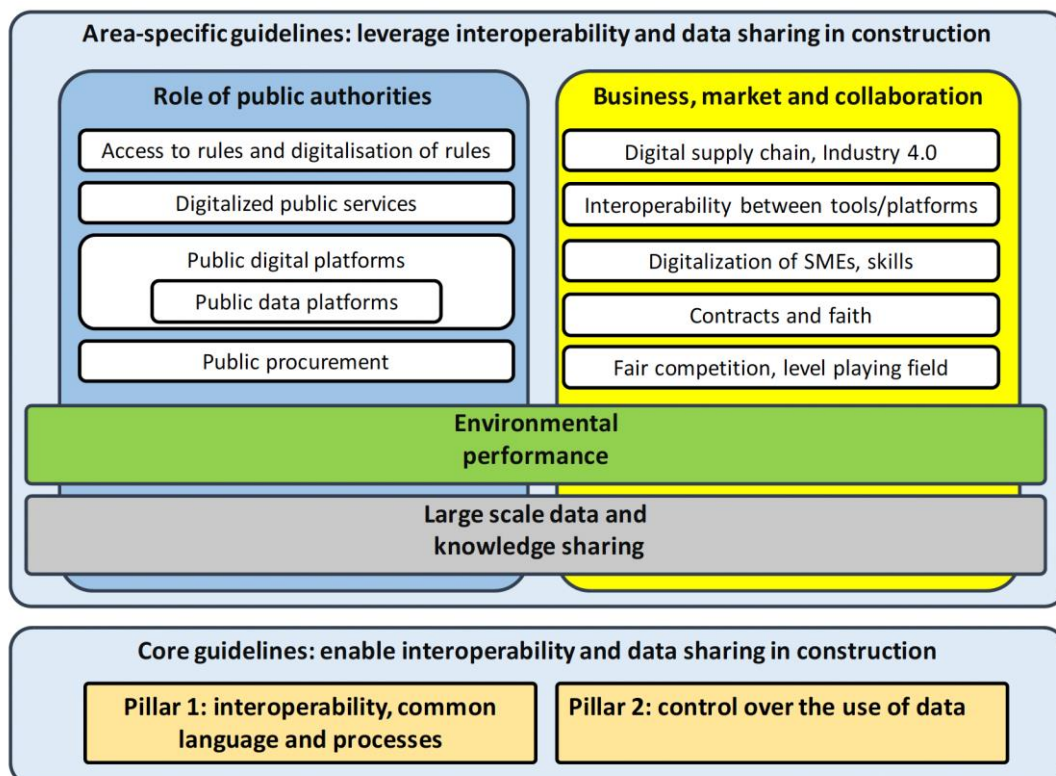 Area-specific guidelines: leverage interoperability and data sharing in construction
Role of public authorities
Access to rules and digitalisation of rules
Digitalized public services
Public digital platforms
Public data platforms
Public procurement
Business, market and collaboration
Digital supply chain, Industry 4.0
Interoperability between tools/platforms
Digitalization of SMEs, skills
Contracts and faith
Fair competition, level playing field
Environmental
performance
Large scale data and
knowledge sharing
Core guidelines: enable interoperability and data sharing in construction
Pillar 1: interoperability, common
language and processes
Pillar 2: control over the use of data